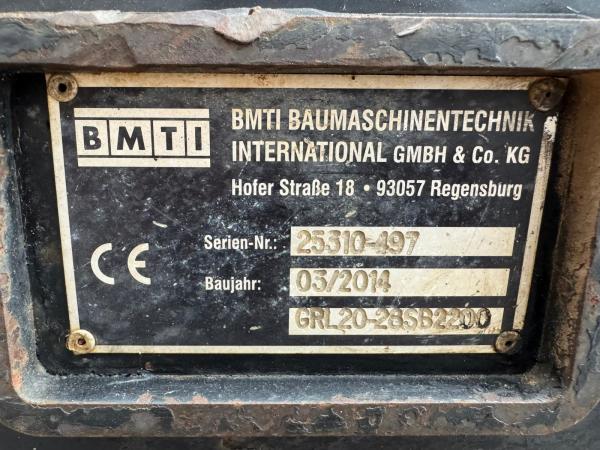 BMTI
BMTI BAUMASCHINENTECHNIK
INTERNATIONAL GMBH & Co. KG
Hofer Straße 18 • 93057 Regensburg
Serien-Nr.: 25310-497
CE
Baujahr: 03/2014
GRL20-28SB2200